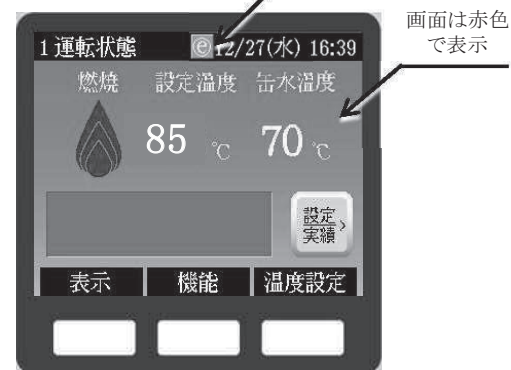 画面は赤色
で表示
1運転状態 e 12/27(水) 16:39
燃焼 設定温度 缶水温度
85 ℃ 70 ℃
設定
実績 >
表示 機能 温度設定